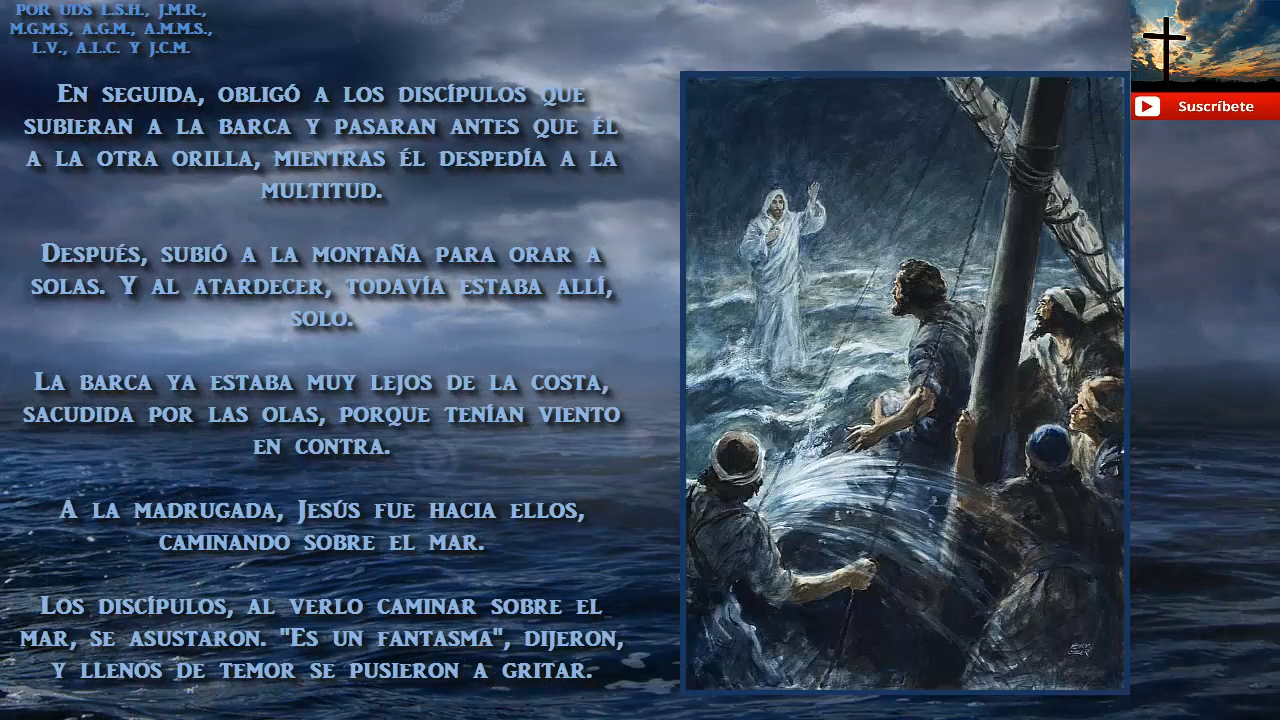 POR UDS L.S.H., J.M.R.,
M.G.M.S, A.G.M., A.M.M.S.,
L.V., A.L.C. Y J.C.M.
En seguida, obligó a los discípulos que
subieran a la barca y pasaran antes que él
a la otra orilla, mientras él despedía a la
multitud.
Después, subió a la montaña para orar a
solas. Y al atardecer, todavía estaba allí,
solo.
La barca ya estaba muy lejos de la costa,
sacudida por las olas, porque tenían viento
en contra.
A la madrugada, Jesús fue hacia ellos,
caminando sobre el mar.
Los discípulos, al verlo caminar sobre el
mar, se asustaron. "Es un fantasma", dijeron,
y llenos de temor se pusieron a gritar.
Suscríbete